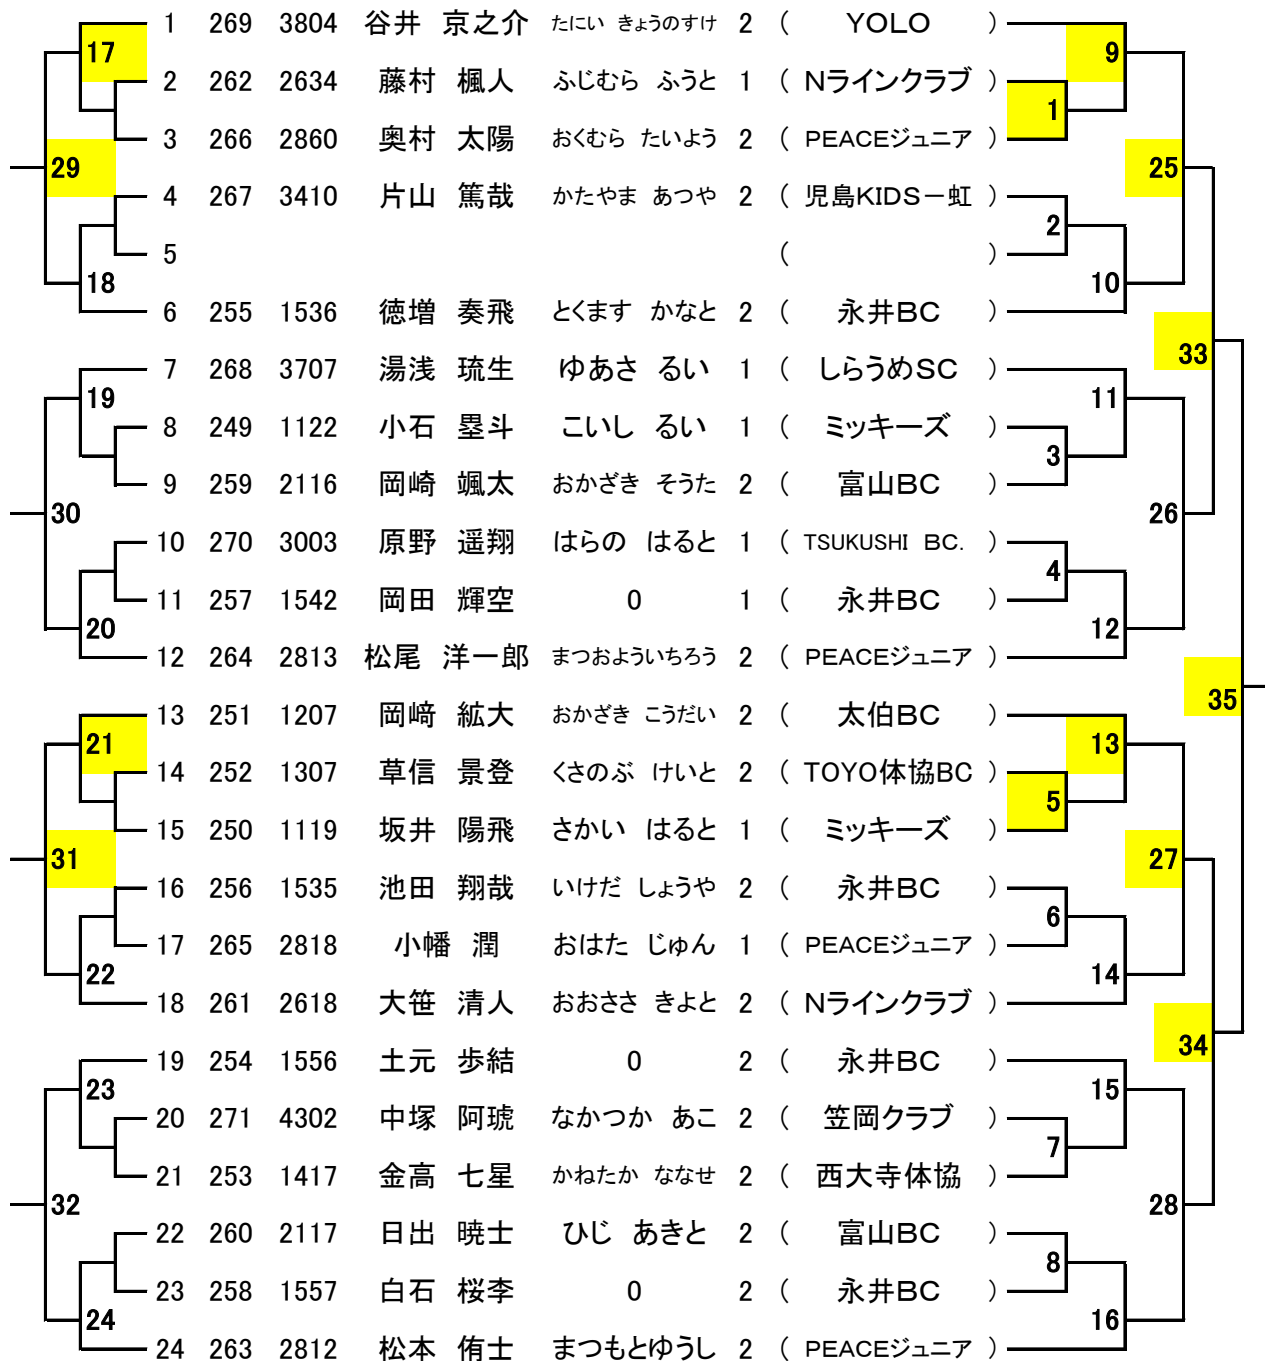 1 269 3804 谷井 京之介 たにい きょうのすけ 2 ( YOLO )
17 9
2 262 2634 藤村 楓人 ふじむら ふうと 1 ( Nラインクラブ )
1
3 266 2860 奥村 太陽 おくむら たいよう 2 ( PEACEジュニア )
29 25
4 267 3410 片山 篤哉 かたやま あつや 2 ( 児島KIDS－虹 )
2
5 ( )
18 10
6 255 1536 徳増 奏飛 とくます かなと 2 ( 永井BC )
33
7 268 3707 湯浅 琉生 ゆあさ るい 1 ( しらうめSC )
19 11
8 249 1122 小石 塁斗 こいし るい 1 ( ミッキーズ )
3
9 259 2116 岡崎 颯太 おかざき そうた 2 ( 富山BC )
30 26
10 270 3003 原野 遥翔 はらの はると 1 ( TSUKUSHI BC. )
4
11 257 1542 岡田 輝空 0 1 ( 永井BC )
20 12
12 264 2813 松尾 洋一郎 まつおよういちろう 2 ( PEACEジュニア )
35
13 251 1207 岡﨑 紘大 おかざき こうだい 2 ( 太伯BC )
21 13
14 252 1307 草信 景登 くさのぶ けいと 2 ( TOYO体協BC )
5
15 250 1119 坂井 陽飛 さかい はると 1 ( ミッキーズ )
31 27
16 256 1535 池田 翔哉 いけだ しょうや 2 ( 永井BC )
6
17 265 2818 小幡 潤 おはた じゅん 1 ( PEACEジュニア )
22 14
18 261 2618 大笹 清人 おおささ きよと 2 ( Nラインクラブ )
34
19 254 1556 土元 歩結 0 2 ( 永井BC )
23 15
20 271 4302 中塚 阿琥 なかつか あこ 2 ( 笠岡クラブ )
7
21 253 1417 金高 七星 かねたか ななせ 2 ( 西大寺体協 )
32 28
22 260 2117 日出 暁士 ひじ あきと 2 ( 富山BC )
8
23 258 1557 白石 桜李 0 2 ( 永井BC )
24 16
24 263 2812 松本 侑士 まつもとゆうし 2 ( PEACEジュニア )